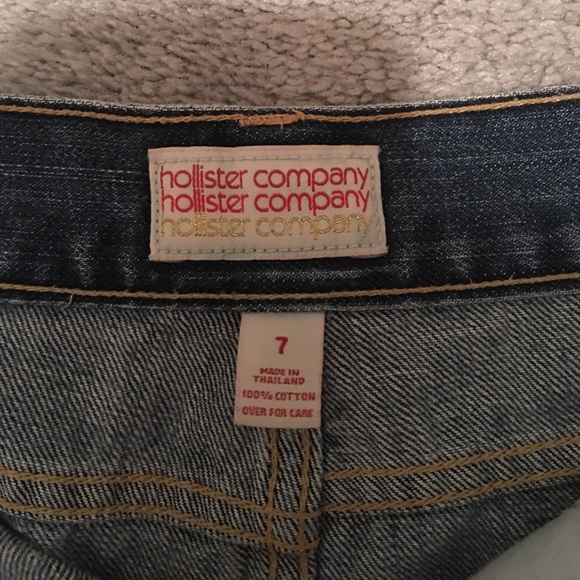 hollister company
hollister company
hollister company
7
MADE IN
THAILAND
100% COTTON
OVER FOR CARE